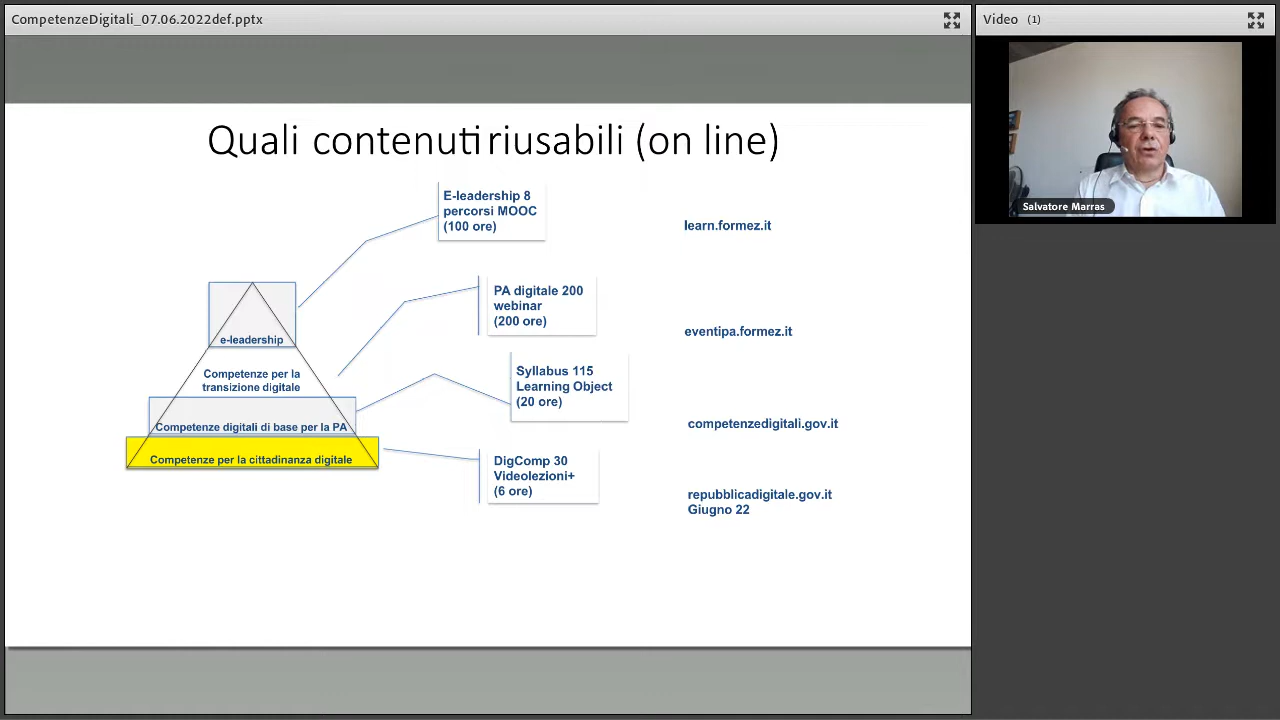 CompetenzeDigitali_07.06.2022def.pptx
Video (1)
Salvatore Marras
Quali contenuti riusabili (on line)
E-leadership 8
percorsi MOOC
(100 ore)
learn.formez.it
PA digitale 200
webinar
(200 ore)
eventipa.formez.it
e-leadership
Competenze per la
transizione digitale
Syllabus 115
Learning Object
(20 ore)
competenzedigitali.gov.it
Competenze digitali di base per la PA
Competenze per la cittadinanza digitale
DigComp 30
Videolezioni+
(6 ore)
repubblicadigitale.gov.it
Giugno 22